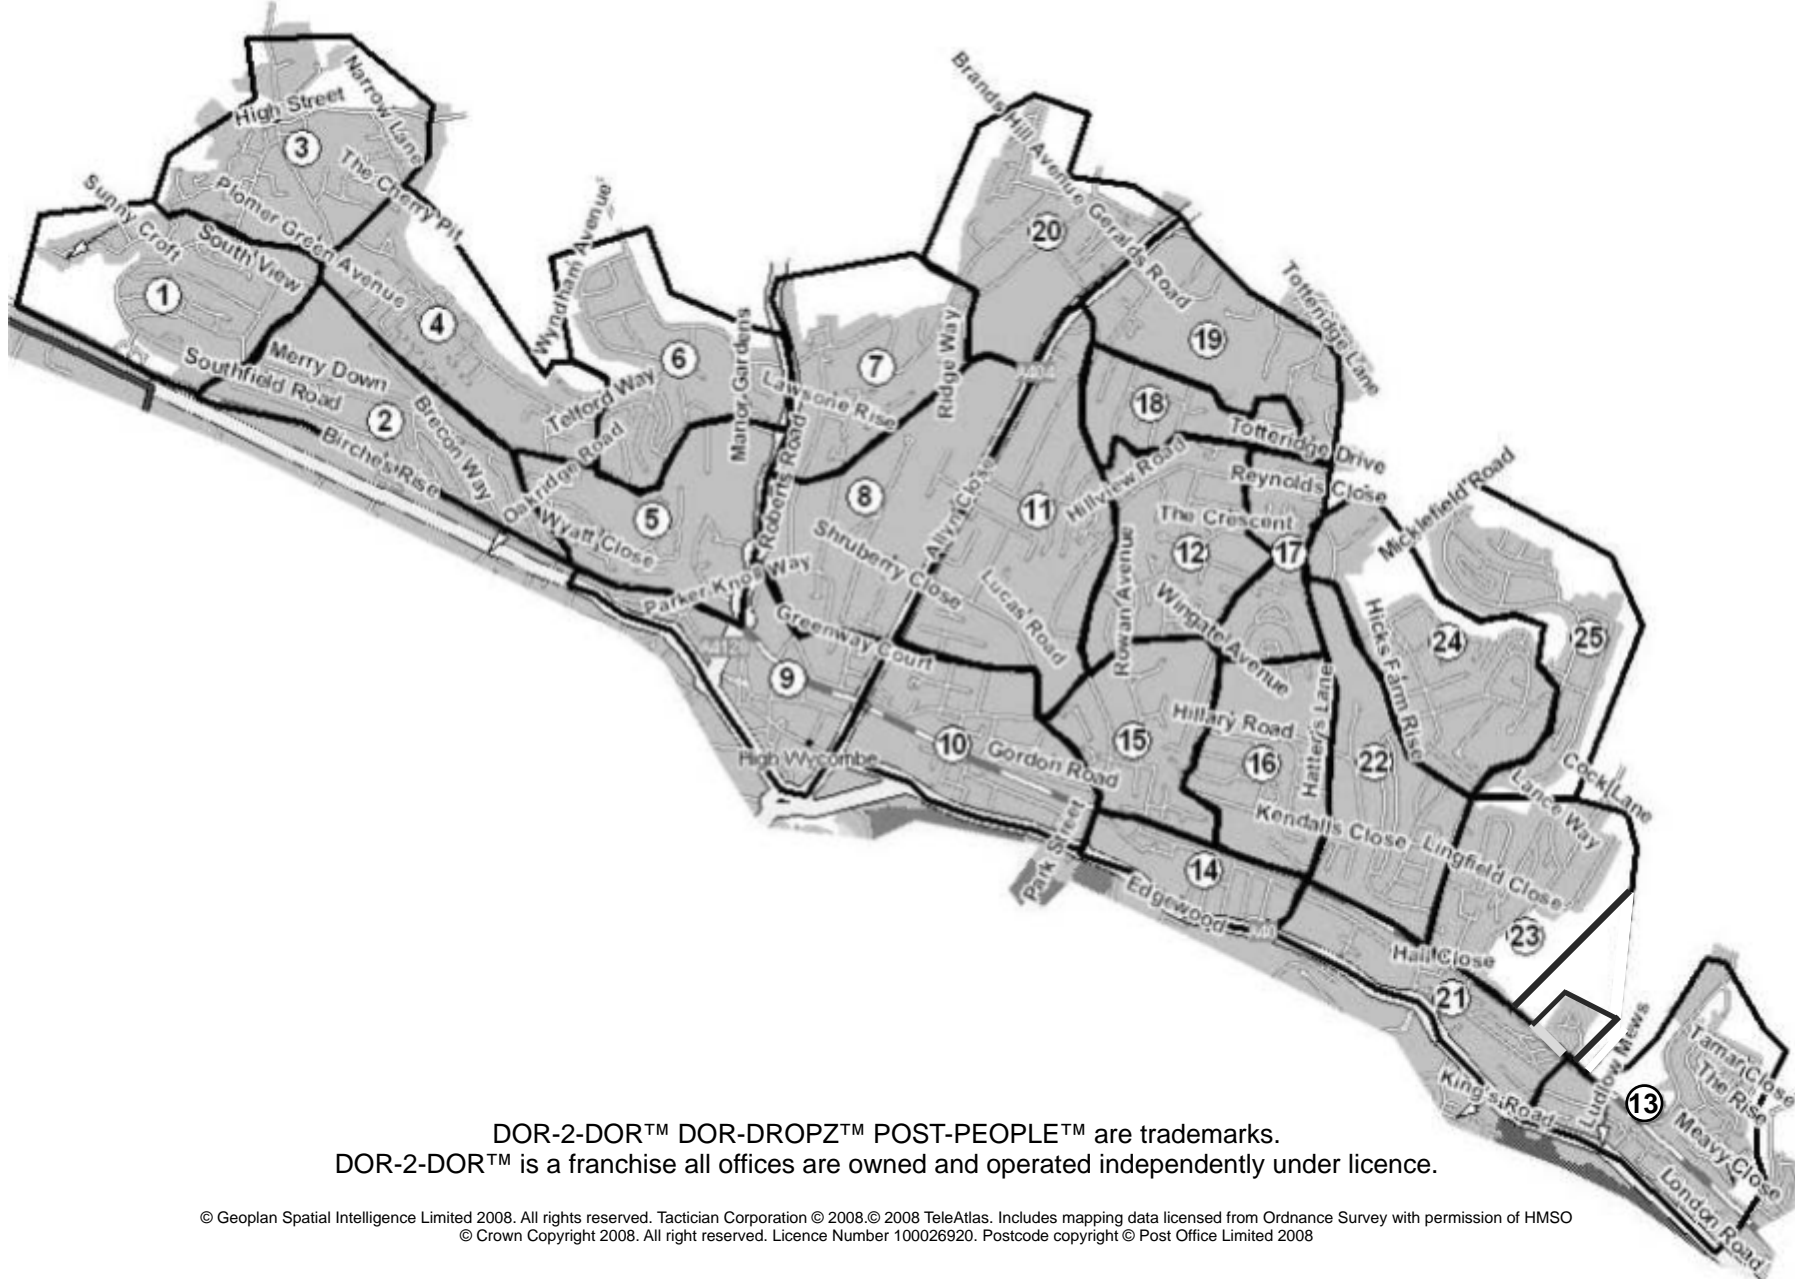 Narrow Lane
High Street
3
The Cherry Pit
Sunny Croft
Plomer Green Avenue
South View
1
4
Wyndham Avenue
Brands Hill Avenue
20
Geralds Road
Totteridge Lane
19
Merry Down
Southfield Road
2
Brecon Way
Birches Rise
Telford Way
6
Manor Gardens
Lawsone Rise
7
Ridge Way
18
Totteridge Drive
Oakridge Road
Wyatt Close
5
Roberts Road
8
Allyn Close
11
Hillview Road
Reynolds Close
Micklefield Road
The Crescent
12
17
Shrubbery Close
Parker Knoll Way
Lucas Road
Rowan Avenue
Wingate Avenue
Greenway Court
24
25
Hicks Farm Rise
9
Hatters Lane
Hillary Road
15
16
22
10
Gordon Road
High Wycombe
Cock Lane
Lance Way
Kendalls Close
Lingfield Close
Park Street
14
Edgewood
23
Hall Close
21
King's Road
Ludlow Mews
13
Tamar Close
The Rise
Meavy Close
London Road
DOR-2-DOR™ DOR-DROPZ™ POST-PEOPLE™ are trademarks.
DOR-2-DOR™ is a franchise all offices are owned and operated independently under licence.
© Geoplan Spatial Intelligence Limited 2008. All rights reserved. Tactician Corporation © 2008.© 2008 TeleAtlas. Includes mapping data licensed from Ordnance Survey with permission of HMSO
© Crown Copyright 2008. All right reserved. Licence Number 100026920. Postcode copyright © Post Office Limited 2008